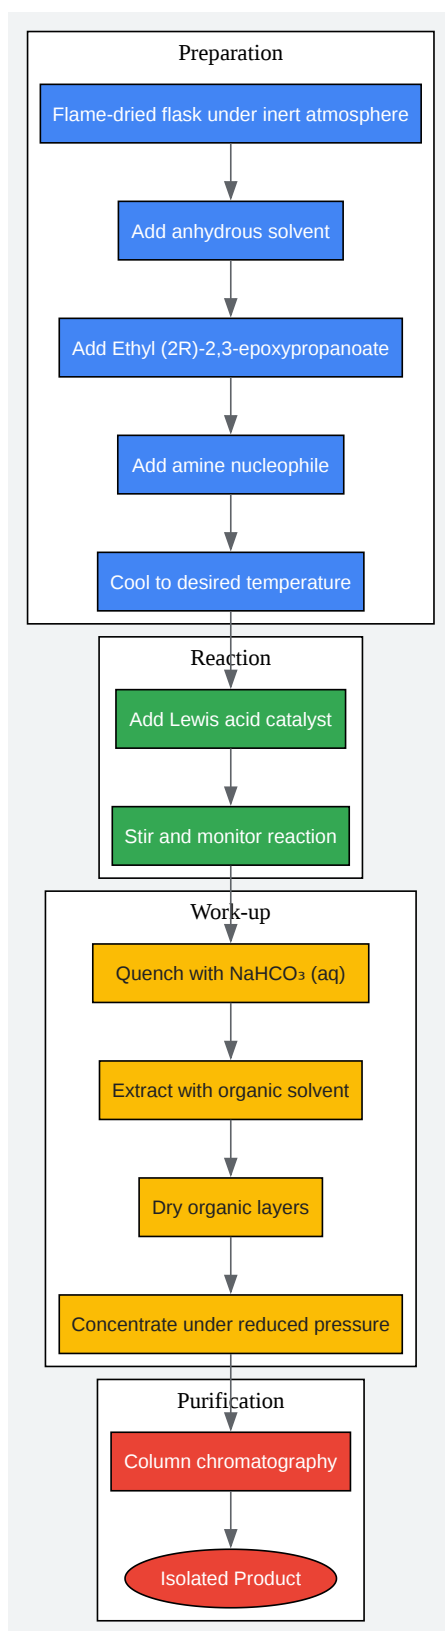 Preparation
Flame-dried flask under inert atmosphere
Add anhydrous solvent
Add Ethyl (2R)-2,3-epoxypropanoate
Add amine nucleophile
Cool to desired temperature
Reaction
Add Lewis acid catalyst
Stir and monitor reaction
Work-up
Quench with NaHCO₃ (aq)
Extract with organic solvent
Dry organic layers
Concentrate under reduced pressure
Purification
Column chromatography
Isolated Product